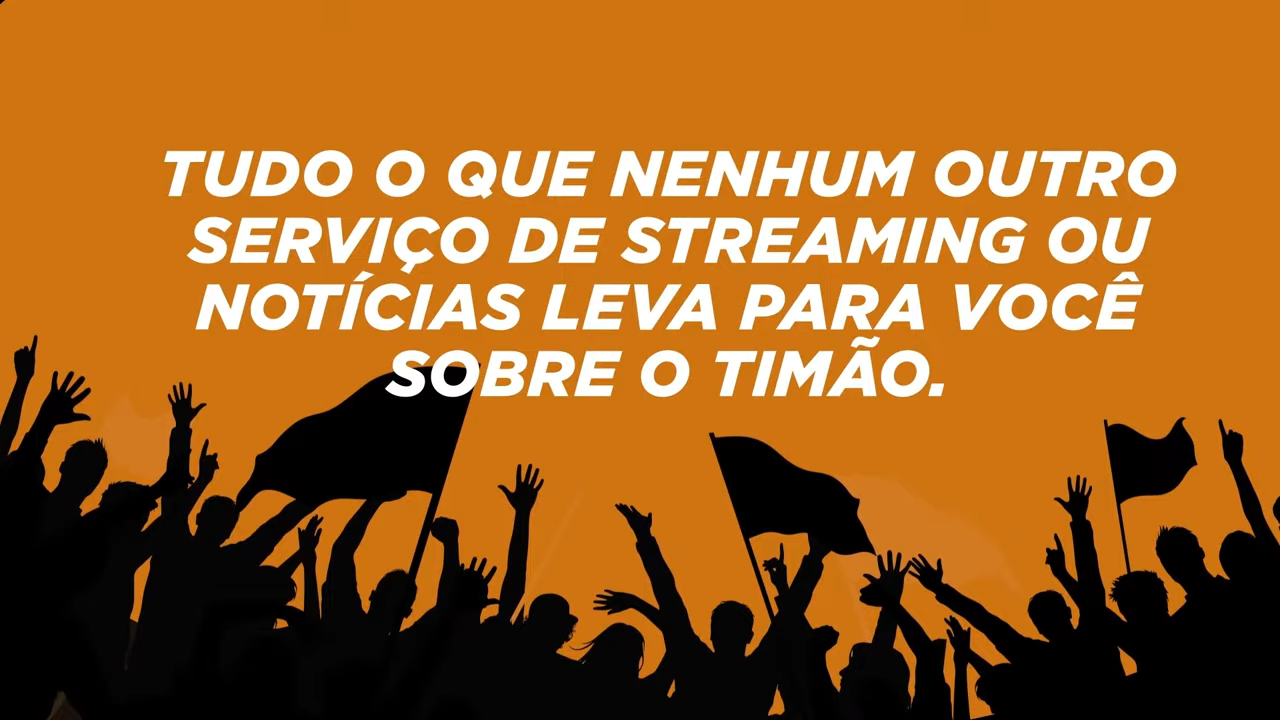 TUDO O QUE NENHUM OUTRO
SERVIÇO DE STREAMING OU
NOTÍCIAS LEVA PARA VOCÊ
SOBRE O TIMÃO.